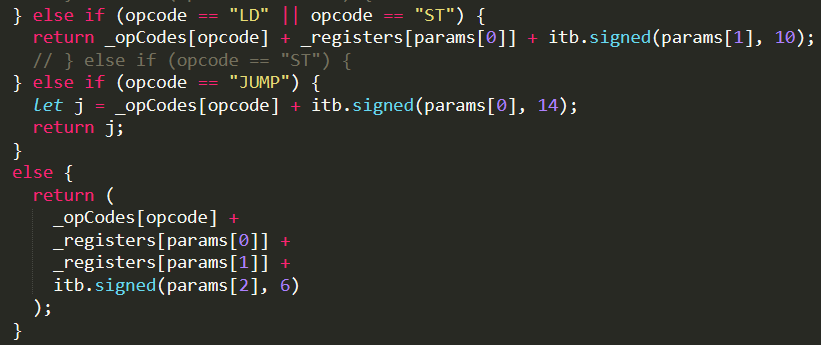 } else if (opcode == "LD" || opcode == "ST") {
return _opCodes[opcode] + _registers[params[0]] + itb.signed(params[1], 10);
// } else if (opcode == "ST") {
} else if (opcode == "JUMP") {
let j = _opCodes[opcode] + itb.signed(params[0], 14);
return j;
}
else {
return (
_opCodes[opcode] +
_registers[params[0]] +
_registers[params[1]] +
itb.signed(params[2], 6)
);
}